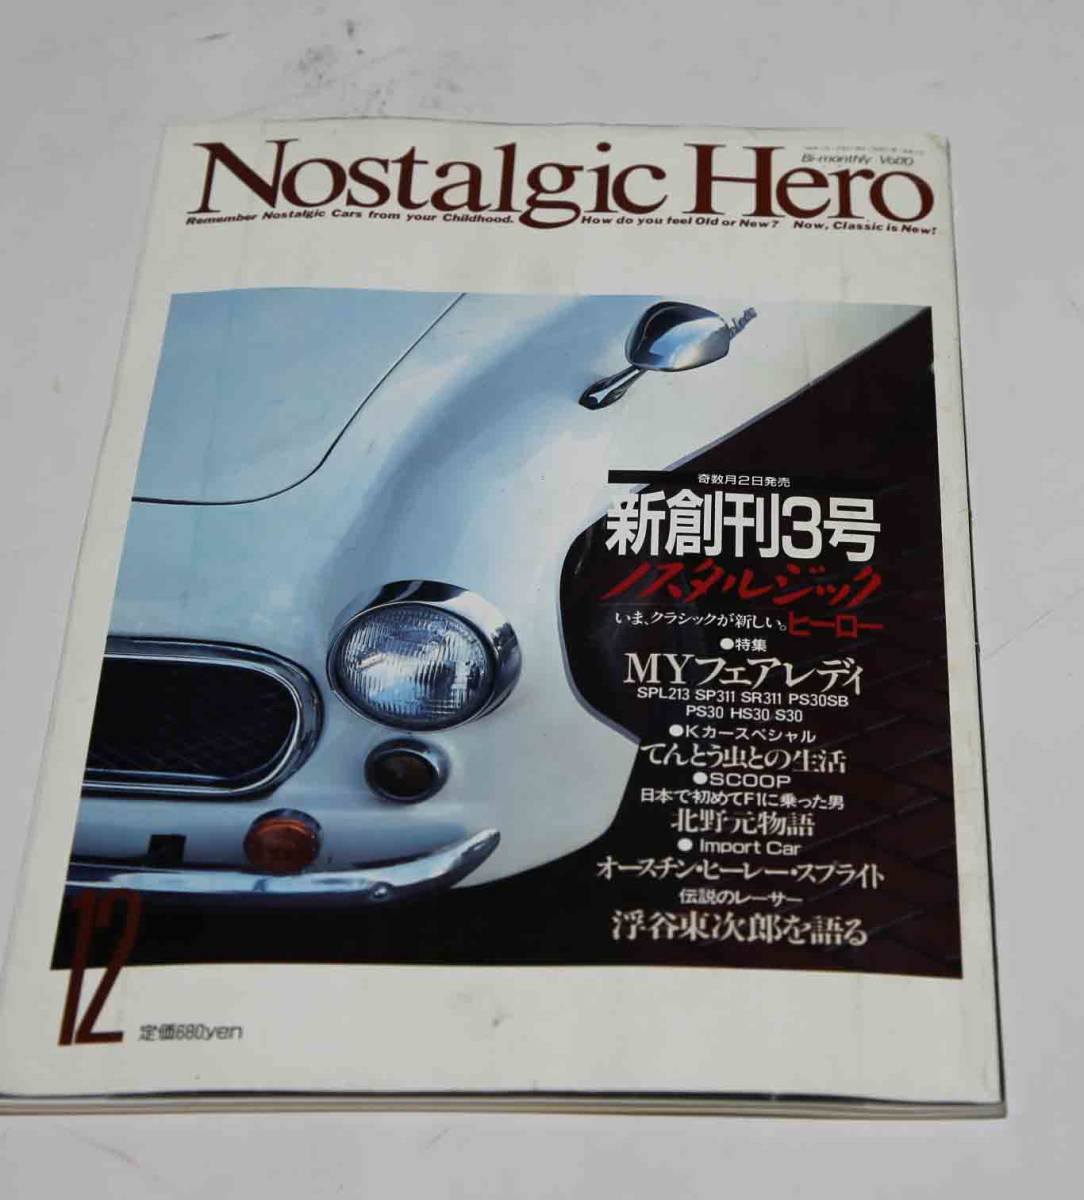 Nostalgic Hero
Bi-monthly
Remember Nostalgic Cars from your Childhood. How do you feel Old or New? Now, Classic is New!
奇数月2日発売
新創刊3号
ノスタルジック
いま、クラシックが新しい。ヒーロー
●特集
MYフェアレディ
SPL213 SP311 SR311 PS30SB
PS30 HS30 S30
●Kカースペシャル
てんとう虫との生活
●SCOOP
日本で初めてF1に乗った男
北野元物語
● Import Car
オースチン・ヒーレー・スプライト
伝説のレーサー
浮谷東次郎を語る
12
定価680yen